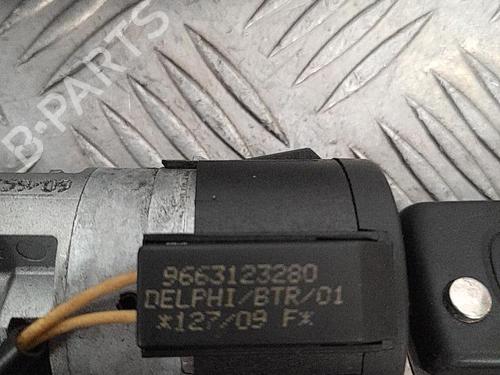 B-PARTS
9663123280
DELPHI/BTR/01
*127/09 F*